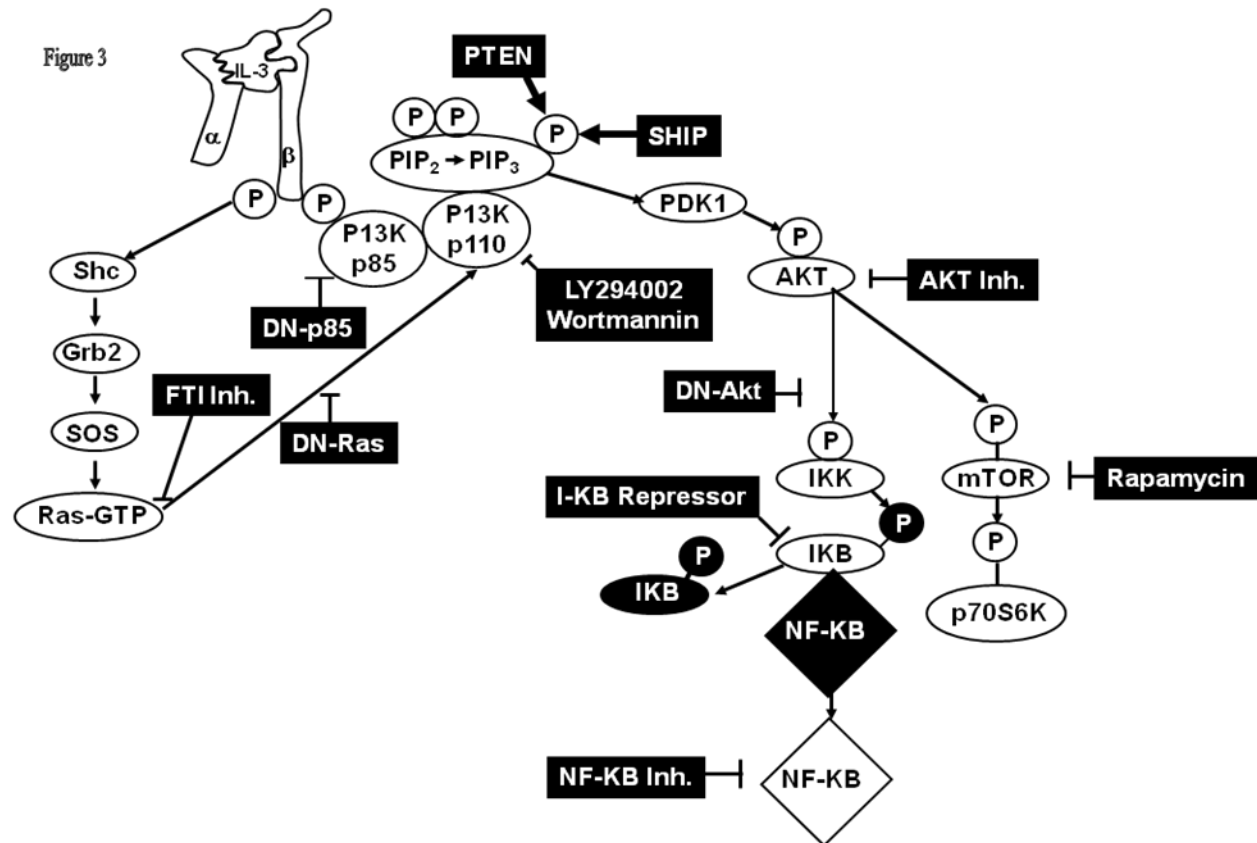 Figure 3
IL-3
α
β
P
P
P
P
P
PTEN
SHIP
PIP2 → PIP3
P13K
p85
P13K
p110
PDK1
P
AKT
AKT Inh.
LY294002
Wortmannin
DN-p85
Shc
Grb2
SOS
Ras-GTP
FTI Inh.
DN-Ras
DN-Akt
P
IKK
P
mTOR
Rapamycin
I-KB Repressor
P
IKB
P
IKB
P
p70S6K
NF-KB
NF-KB Inh.
NF-KB